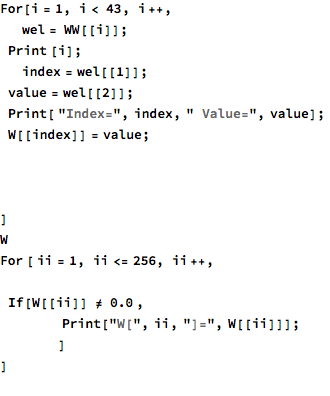 For[i = 1, i < 43, i ++,
wel = WW[[i]];
Print [i];
index = wel[[1]];
value = wel[[2]];
Print[ "Index=", index, " Value=", value];
W[[index]] = value;
]
W
For [ ii = 1, ii <= 256, ii ++,
If[W[[ii]] ≠ 0.0 ,
Print["W[", ii, "]=", W[[ii]]];
]
]